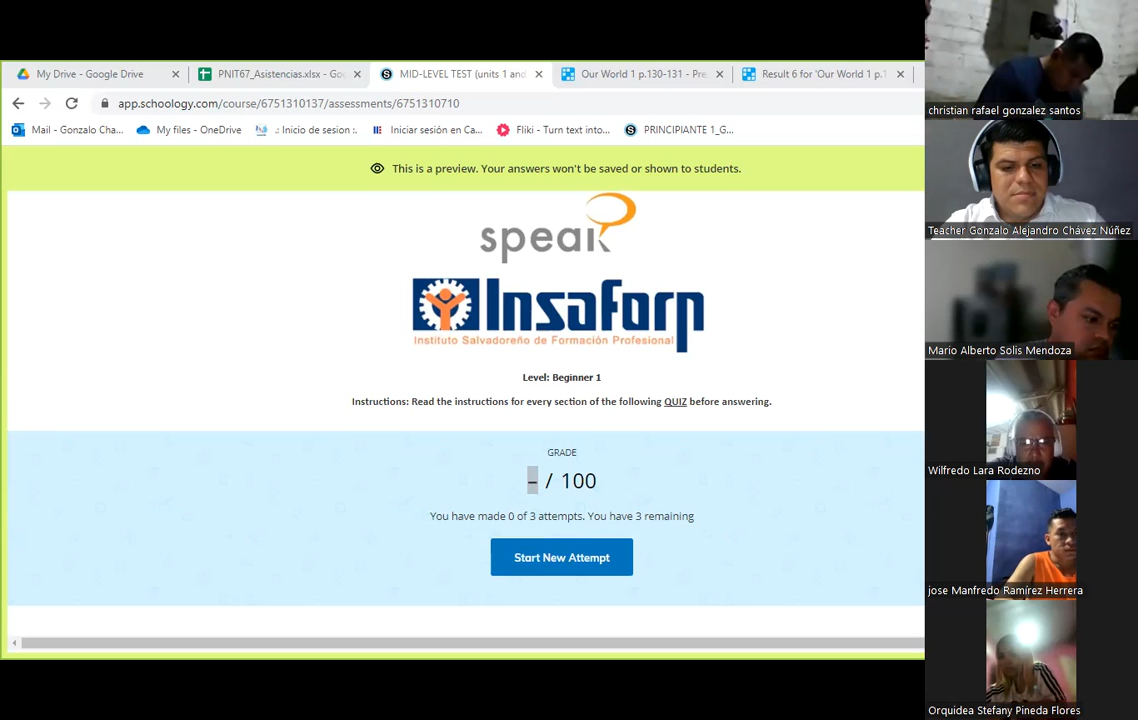 My Drive - Google Drive
PNIT67_Asistencias.xlsx - Goo
MID-LEVEL TEST (units 1 and
Our World 1 p.130-131 - Pre
Result 6 for 'Our World 1 p.1
app.schoology.com/course/6751310137/assessments/6751310710
Mail - Gonzalo Cha...
My files - OneDrive
.: Inicio de sesion :.
Iniciar sesión en Ca...
Fliki - Turn text into...
PRINCIPIANTE 1_G...
This is a preview. Your answers won't be saved or shown to students.
speak
Insaforp
Instituto Salvadoreño de Formación Profesional
Level: Beginner 1
Instructions: Read the instructions for every section of the following QUIZ before answering.
GRADE
– / 100
You have made 0 of 3 attempts. You have 3 remaining
Start New Attempt
christian rafael gonzalez santos
Teacher Gonzalo Alejandro Chávez Núñez
Mario Alberto Solis Mendoza
Wilfredo Lara Rodezno
jose Manfredo Ramírez Herrera
Orquidea Stefany Pineda Flores